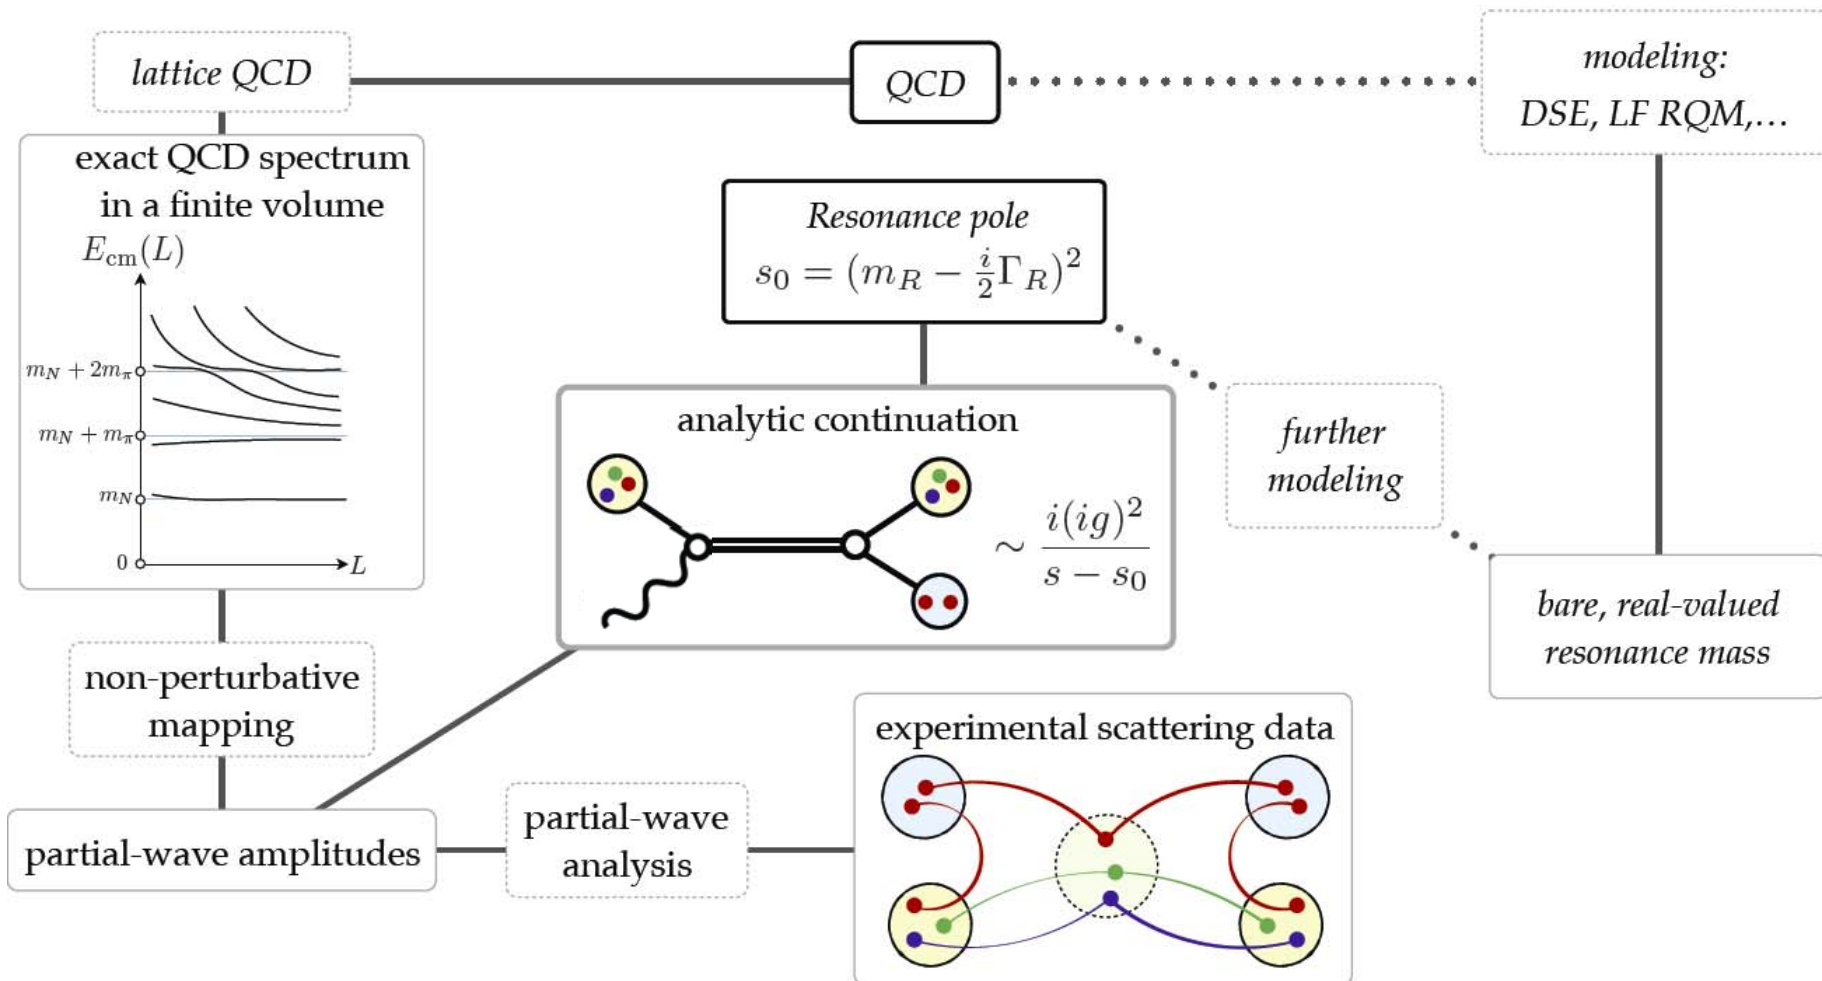 lattice QCD
QCD
modeling:
DSE, LF RQM,...
exact QCD spectrum
in a finite volume
E_cm(L)
m_N + 2m_π
m_N + m_π
m_N
0
L
Resonance pole
s_0 = (m_R − i/2 Γ_R)^2
analytic continuation
∼ i(ig)^2 / (s − s_0)
further
modeling
bare, real-valued
resonance mass
non-perturbative
mapping
partial-wave amplitudes
partial-wave
analysis
experimental scattering data